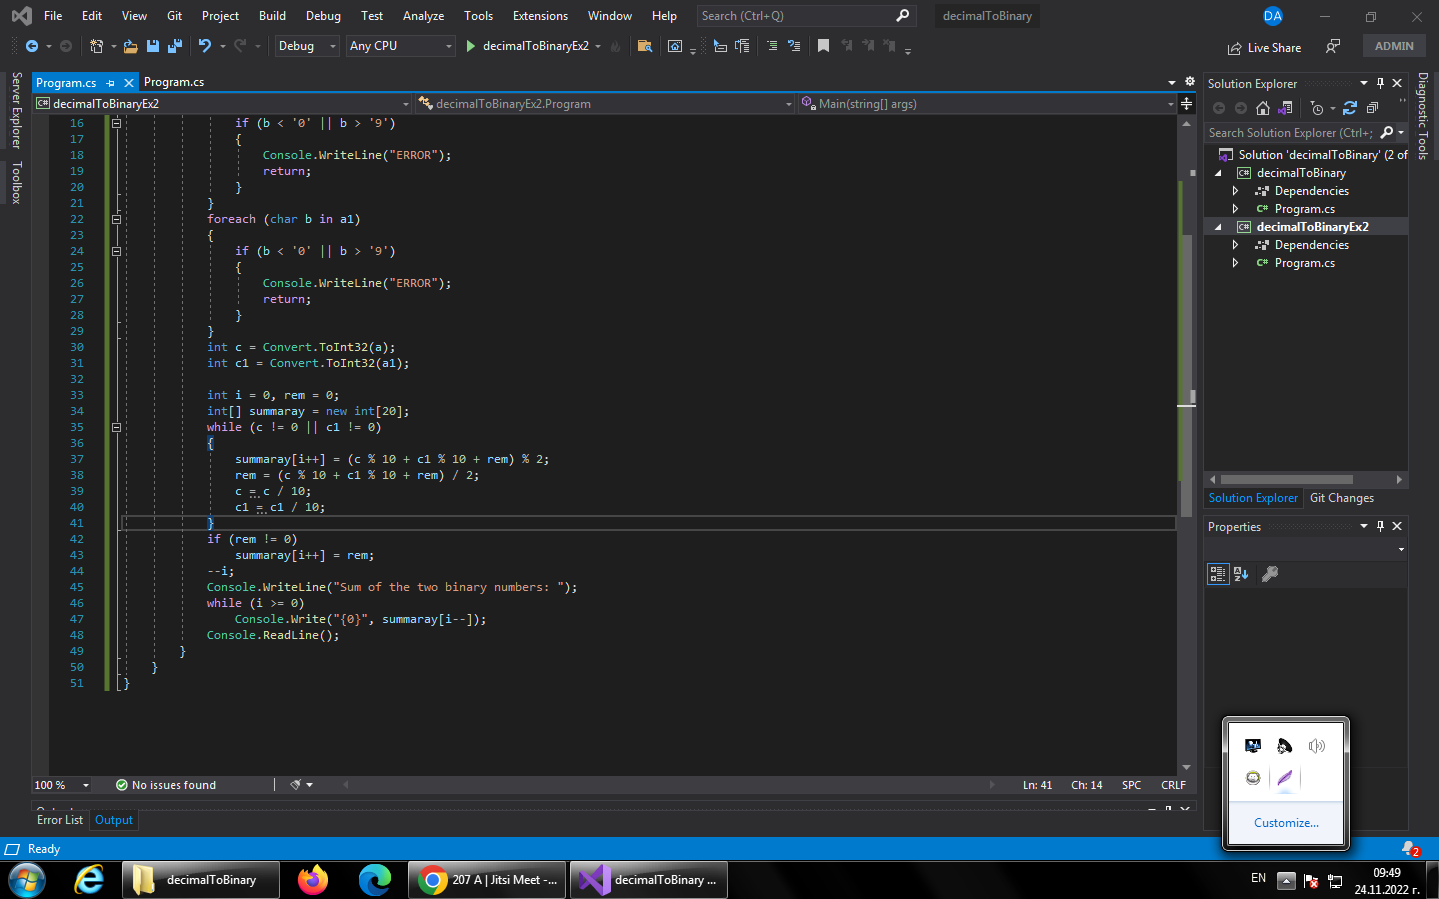 File Edit View Git Project Build Debug Test Analyze Tools Extensions Window Help Search (Ctrl+Q) decimalToBinary DA
Debug Any CPU decimalToBinaryEx2 Live Share ADMIN
Server Explorer
Toolbox
Program.cs Program.cs
decimalToBinaryEx2 decimalToBinaryEx2.Program Main(string[] args)
16 if (b < '0' || b > '9')
17 {
18 Console.WriteLine("ERROR");
19 return;
20 }
21 }
22 foreach (char b in a1)
23 {
24 if (b < '0' || b > '9')
25 {
26 Console.WriteLine("ERROR");
27 return;
28 }
29 }
30 int c = Convert.ToInt32(a);
31 int c1 = Convert.ToInt32(a1);
32
33 int i = 0, rem = 0;
34 int[] summaray = new int[20];
35 while (c != 0 || c1 != 0)
36 {
37 summaray[i++] = (c % 10 + c1 % 10 + rem) % 2;
38 rem = (c % 10 + c1 % 10 + rem) / 2;
39 c = c / 10;
40 c1 = c1 / 10;
41 }
42 if (rem != 0)
43 summaray[i++] = rem;
44 --i;
45 Console.WriteLine("Sum of the two binary numbers: ");
46 while (i >= 0)
47 Console.Write("{0}", summaray[i--]);
48 Console.ReadLine();
49 }
50 }
51 }
100 % No issues found Ln: 41 Ch: 14 SPC CRLF
Error List Output
Solution Explorer
Search Solution Explorer (Ctrl+;
Solution 'decimalToBinary' (2 of
decimalToBinary
Dependencies
C# Program.cs
decimalToBinaryEx2
Dependencies
C# Program.cs
Solution Explorer Git Changes
Properties
Diagnostic Tools
Customize...
Ready 2
decimalToBinary 207 A | Jitsi Meet -... decimalToBinary ... EN 09:49
24.11.2022 г.